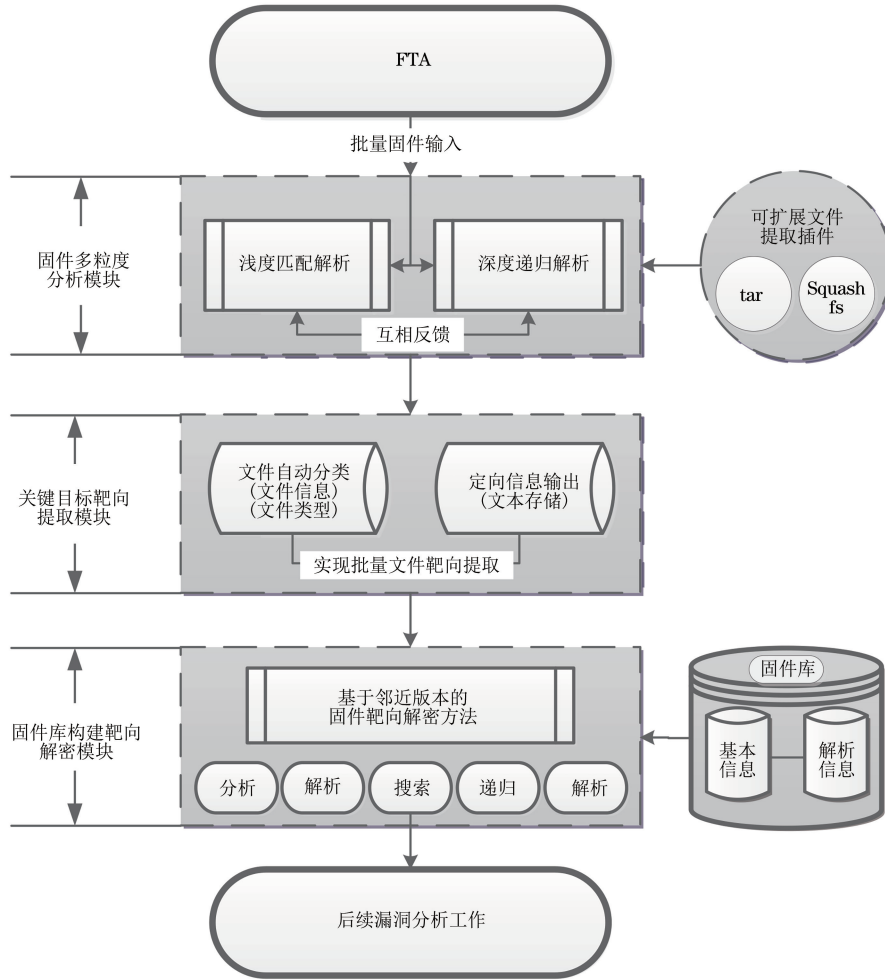 FTA
批量固件输入
固件多粒度
分析模块
浅度匹配解析
深度递归解析
互相反馈
可扩展文件
提取插件
tar
Squash
fs
关键目标靶向
提取模块
文件自动分类
(文件信息)
(文件类型)
定向信息输出
(文本存储)
实现批量文件靶向提取
固件库构建靶向
解密模块
基于邻近版本的
固件靶向解密方法
分析
解析
搜索
递归
解析
固件库
基本
信息
解析
信息
后续漏洞分析工作